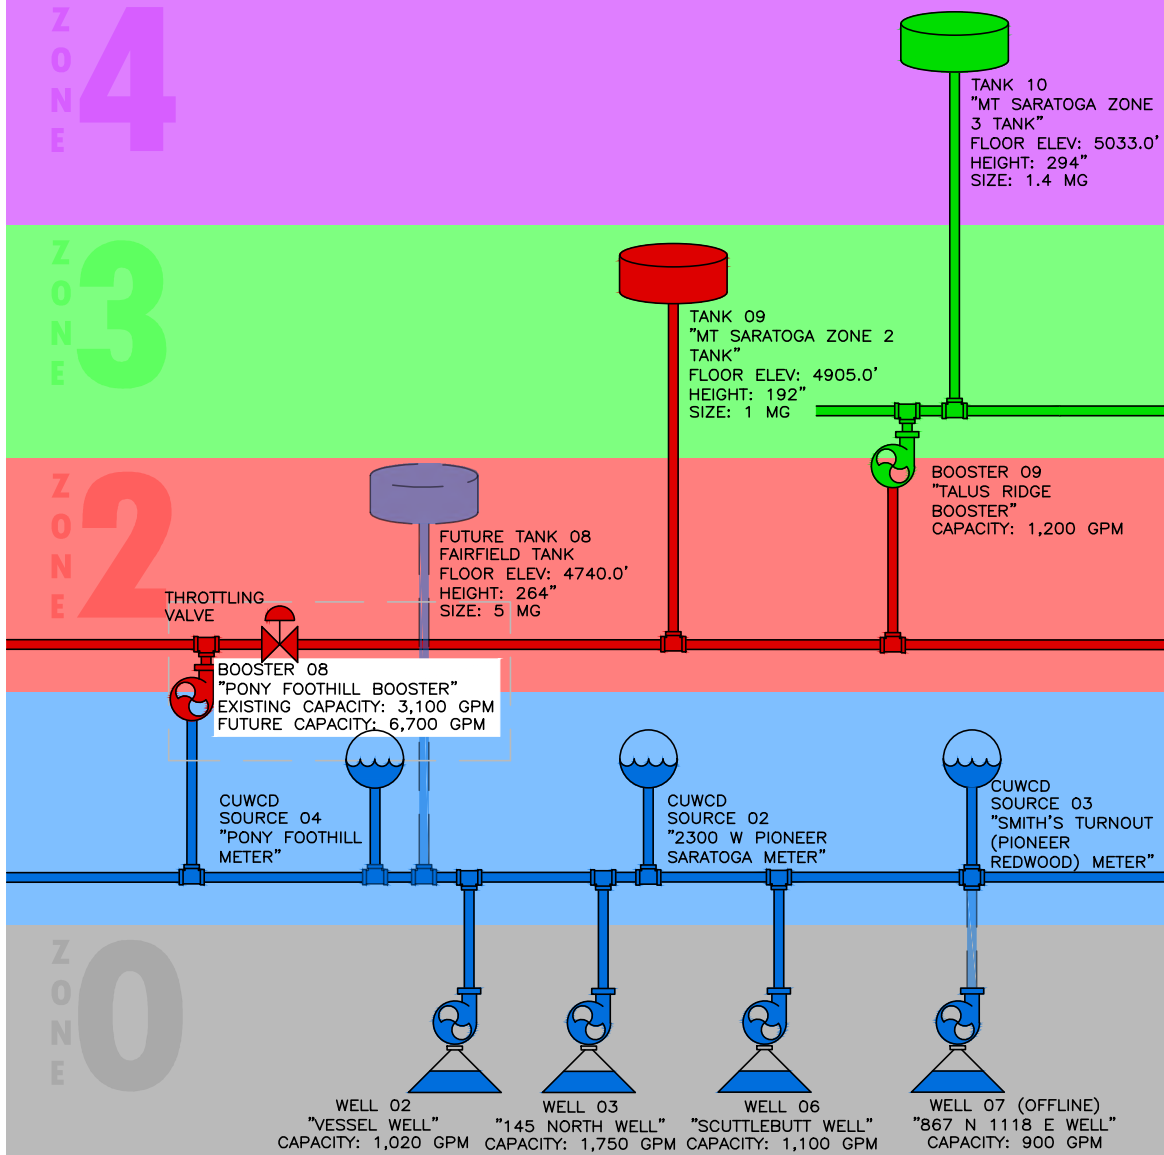 ZONE 4
TANK 10
"MT SARATOGA ZONE
3 TANK"
FLOOR ELEV: 5033.0'
HEIGHT: 294"
SIZE: 1.4 MG
ZONE 3
TANK 09
"MT SARATOGA ZONE 2
TANK"
FLOOR ELEV: 4905.0'
HEIGHT: 192"
SIZE: 1 MG
ZONE 2
BOOSTER 09
"TALUS RIDGE
BOOSTER"
CAPACITY: 1,200 GPM
FUTURE TANK 08
FAIRFIELD TANK
FLOOR ELEV: 4740.0'
HEIGHT: 264"
SIZE: 5 MG
THROTTLING
VALVE
BOOSTER 08
"PONY FOOTHILL BOOSTER"
EXISTING CAPACITY: 3,100 GPM
FUTURE CAPACITY: 6,700 GPM
CUWCD
SOURCE 04
"PONY FOOTHILL
METER"
CUWCD
SOURCE 02
"2300 W PIONEER
SARATOGA METER"
CUWCD
SOURCE 03
"SMITH'S TURNOUT
(PIONEER
REDWOOD) METER"
ZONE 0
WELL 02
"VESSEL WELL"
CAPACITY: 1,020 GPM
WELL 03
"145 NORTH WELL"
CAPACITY: 1,750 GPM
WELL 06
"SCUTTLEBUTT WELL"
CAPACITY: 1,100 GPM
WELL 07 (OFFLINE)
"867 N 1118 E WELL"
CAPACITY: 900 GPM